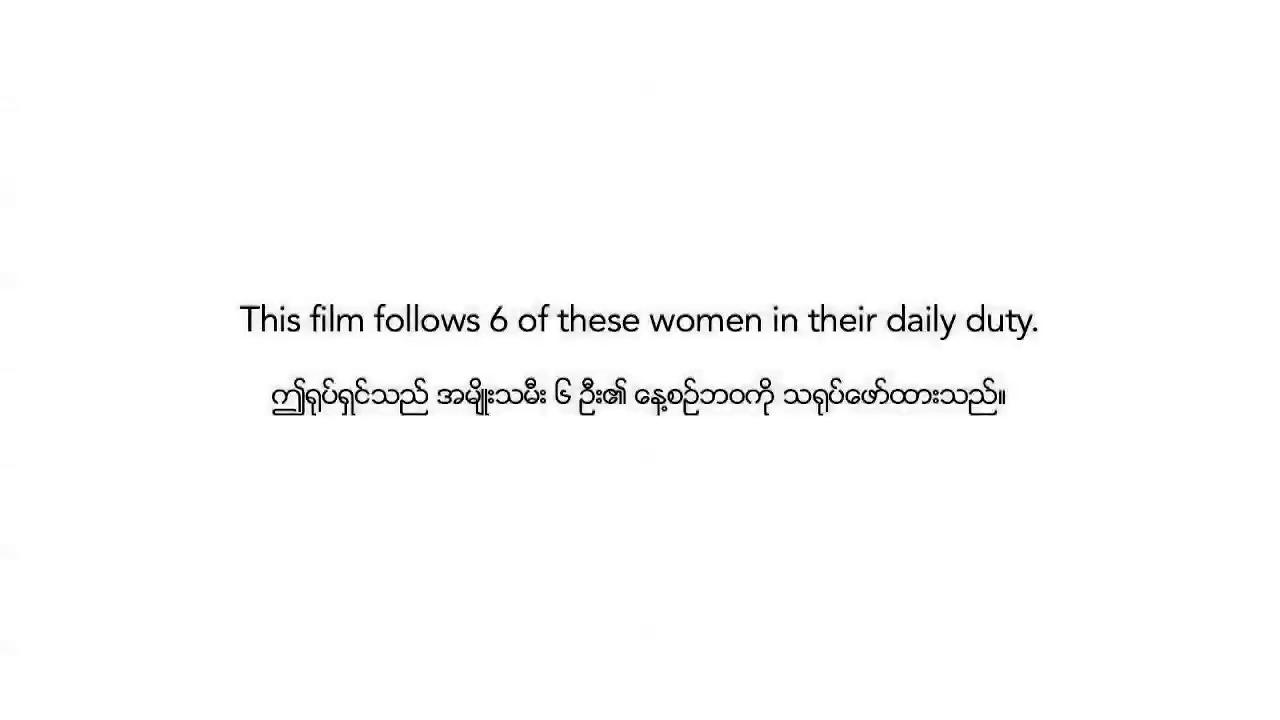 This film follows 6 of these women in their daily duty.
ဤရုပ်ရှင်သည် အမျိုးသမီး ၆ ဦး၏ နေ့စဉ်ဘဝကို သရုပ်ဖော်ထားသည်။